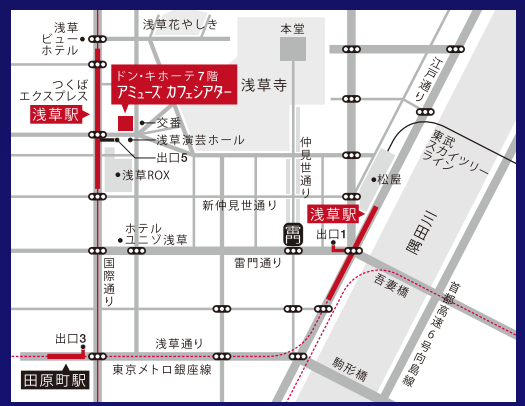 浅草
ビュー
ホテル
浅草花やしき
本堂
つくば
エクスプレス
浅草駅
ドン・キホーテ7階
アミューズ カフェシアター
浅草寺
江戸通り
交番
浅草演芸ホール
出口5
浅草ROX
仲見世通り
東武
スカイツリー
ライン
松屋
新仲見世通り
浅草駅
ホテル
ユニゾ浅草
雷門
出口1
国際通り
雷門通り
吾妻橋
首都高速6号向島線
出口3
浅草通り
田原町駅
東京メトロ銀座線
駒形橋